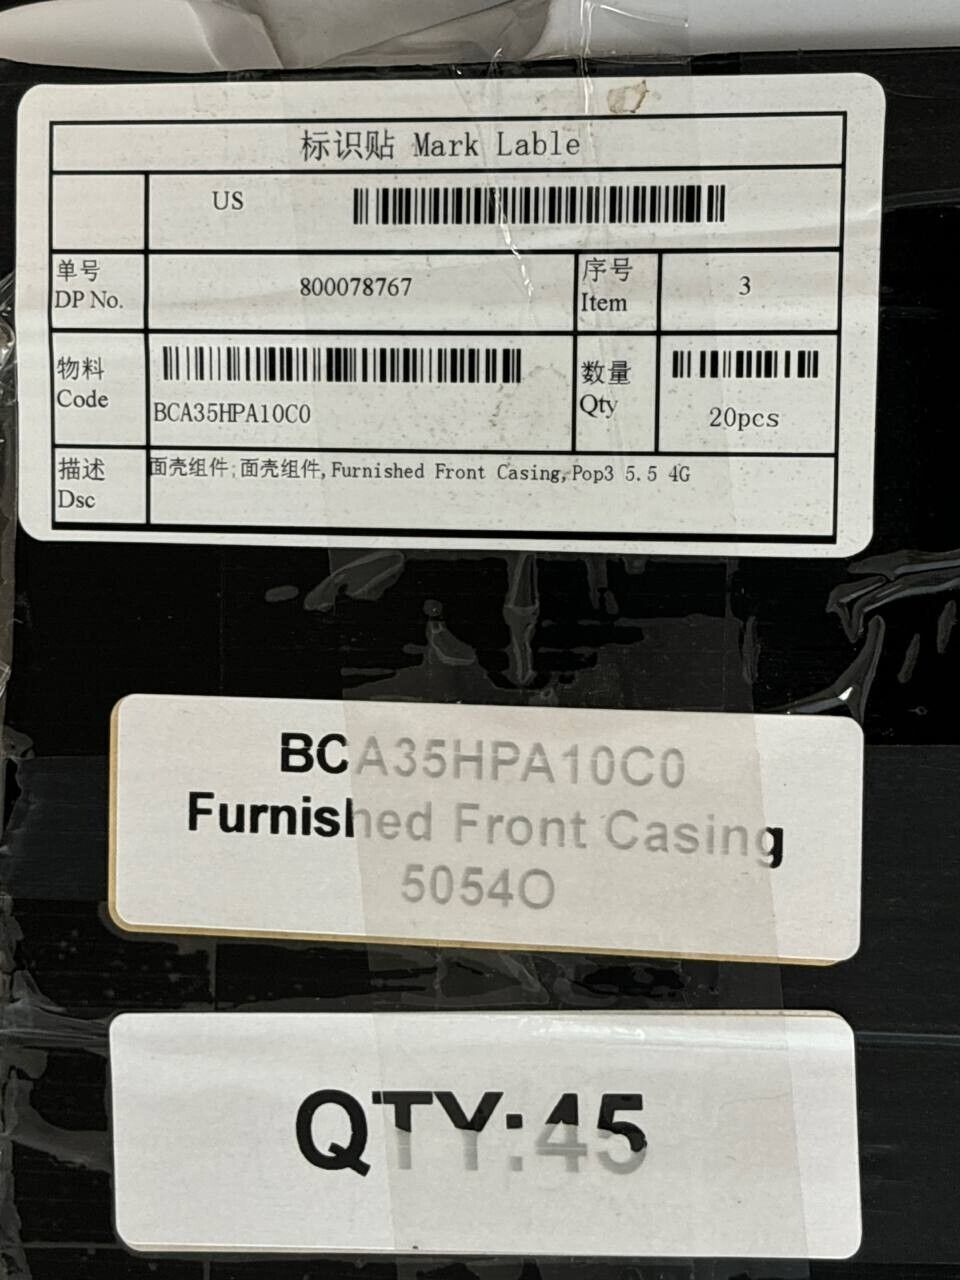 标识贴 Mark Lable
US
单号 DP No. 800078767 序号 Item 3
物料 Code BCA35HPA10C0 数量 Qty 20pcs
描述 Dsc 面壳组件;面壳组件,Furnished Front Casing,Pop3 5.5 4G
BCA35HPA10C0
Furnished Front Casing
5054O
QTY:45